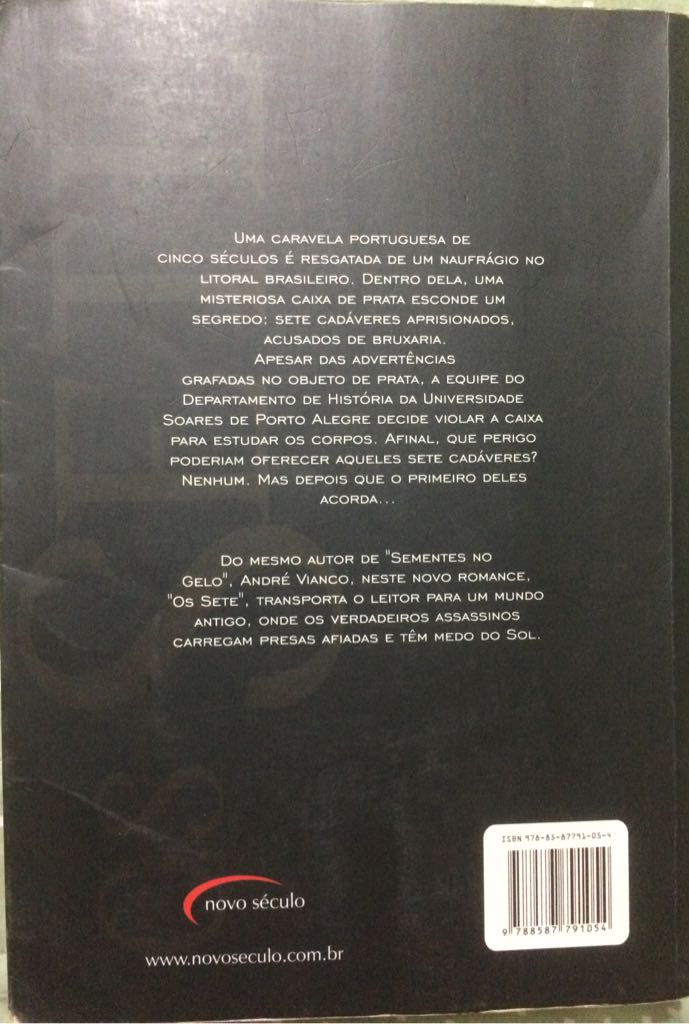 Uma caravela portuguesa de
cinco séculos é resgatada de um naufrágio no
litoral brasileiro. Dentro dela, uma
misteriosa caixa de prata esconde um
segredo: sete cadáveres aprisionados,
acusados de bruxaria.
Apesar das advertências
grafadas no objeto de prata, a equipe do
Departamento de História da Universidade
Soares de Porto Alegre decide violar a caixa
para estudar os corpos. Afinal, que perigo
poderiam oferecer aqueles sete cadáveres?
Nenhum. Mas depois que o primeiro deles
acorda...
Do mesmo autor de "Sementes no
Gelo", André Vianco, neste novo romance,
"Os Sete", transporta o leitor para um mundo
antigo, onde os verdadeiros assassinos
carregam presas afiadas e têm medo do Sol.
ISBN 978-85-87791-05-4
9 788587 791054
novo século
www.novoseculo.com.br